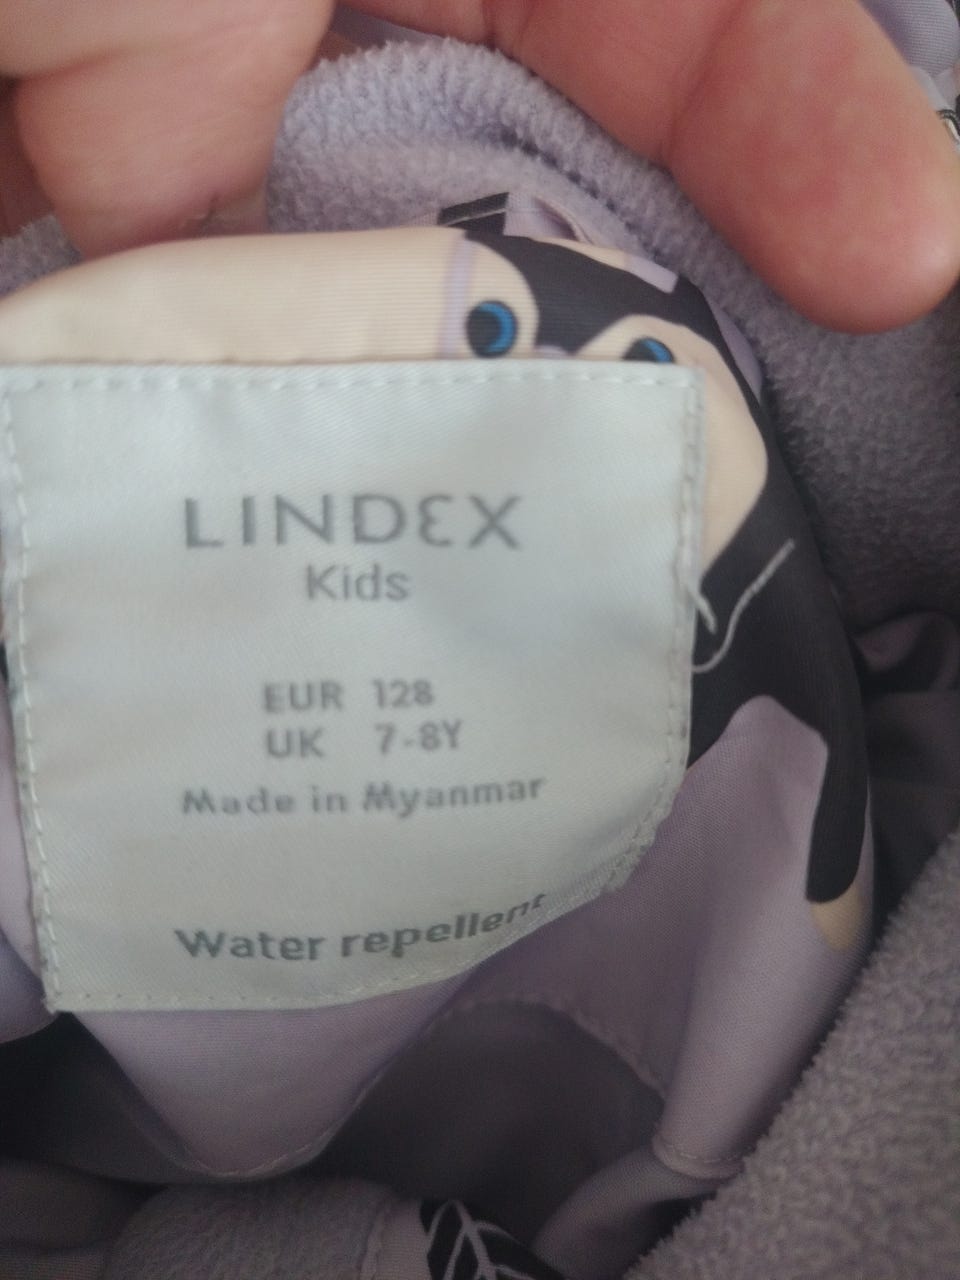 LINDEX
Kids
EUR 128
UK 7-8Y
Made in Myanmar
Water repellent